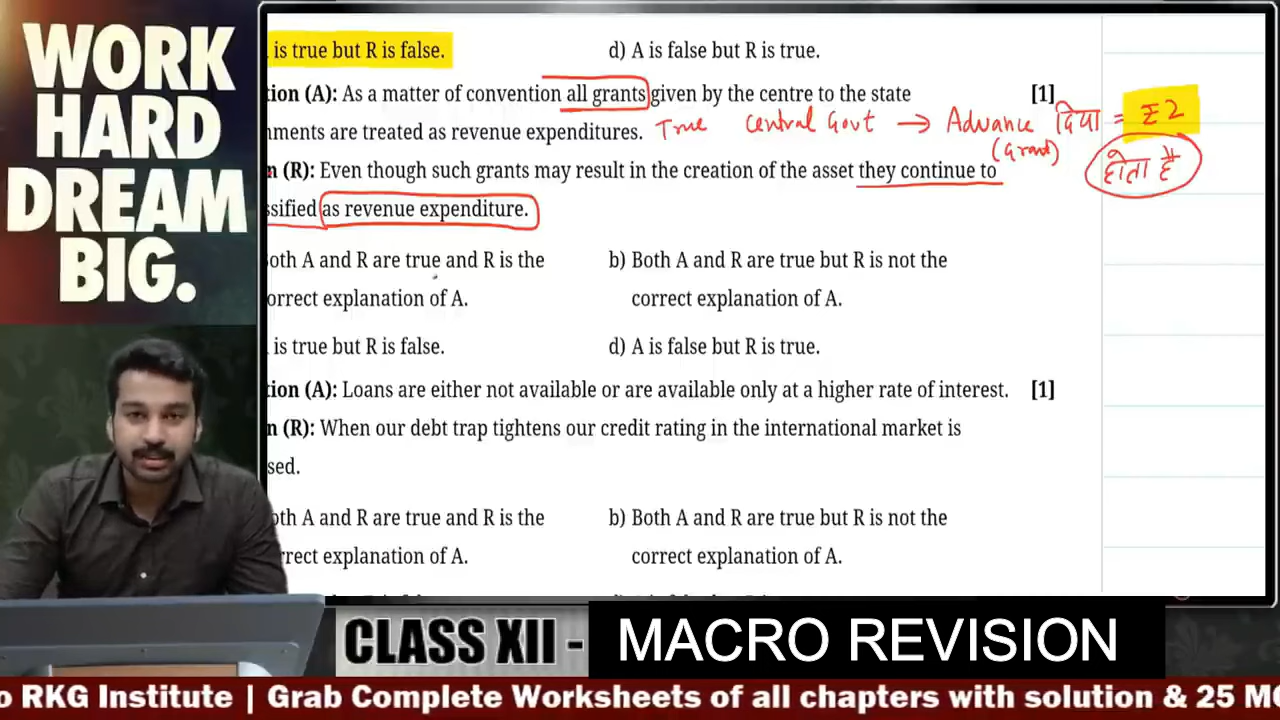 WORK
HARD
DREAM
BIG.
is true but R is false.
d) A is false but R is true.
tion (A): As a matter of convention all grants given by the centre to the state [1]
nments are treated as revenue expenditures. True Central Govt → Advance दिया = ₹2
(Grant)
n (R): Even though such grants may result in the creation of the asset they continue to
होता है
ssified as revenue expenditure.
oth A and R are true and R is the
orrect explanation of A.
b) Both A and R are true but R is not the
correct explanation of A.
is true but R is false.
d) A is false but R is true.
tion (A): Loans are either not available or are available only at a higher rate of interest. [1]
n (R): When our debt trap tightens our credit rating in the international market is
sed.
oth A and R are true and R is the
rrect explanation of A.
b) Both A and R are true but R is not the
correct explanation of A.
CLASS XII - MACRO REVISION
o RKG Institute | Grab Complete Worksheets of all chapters with solution & 25 M